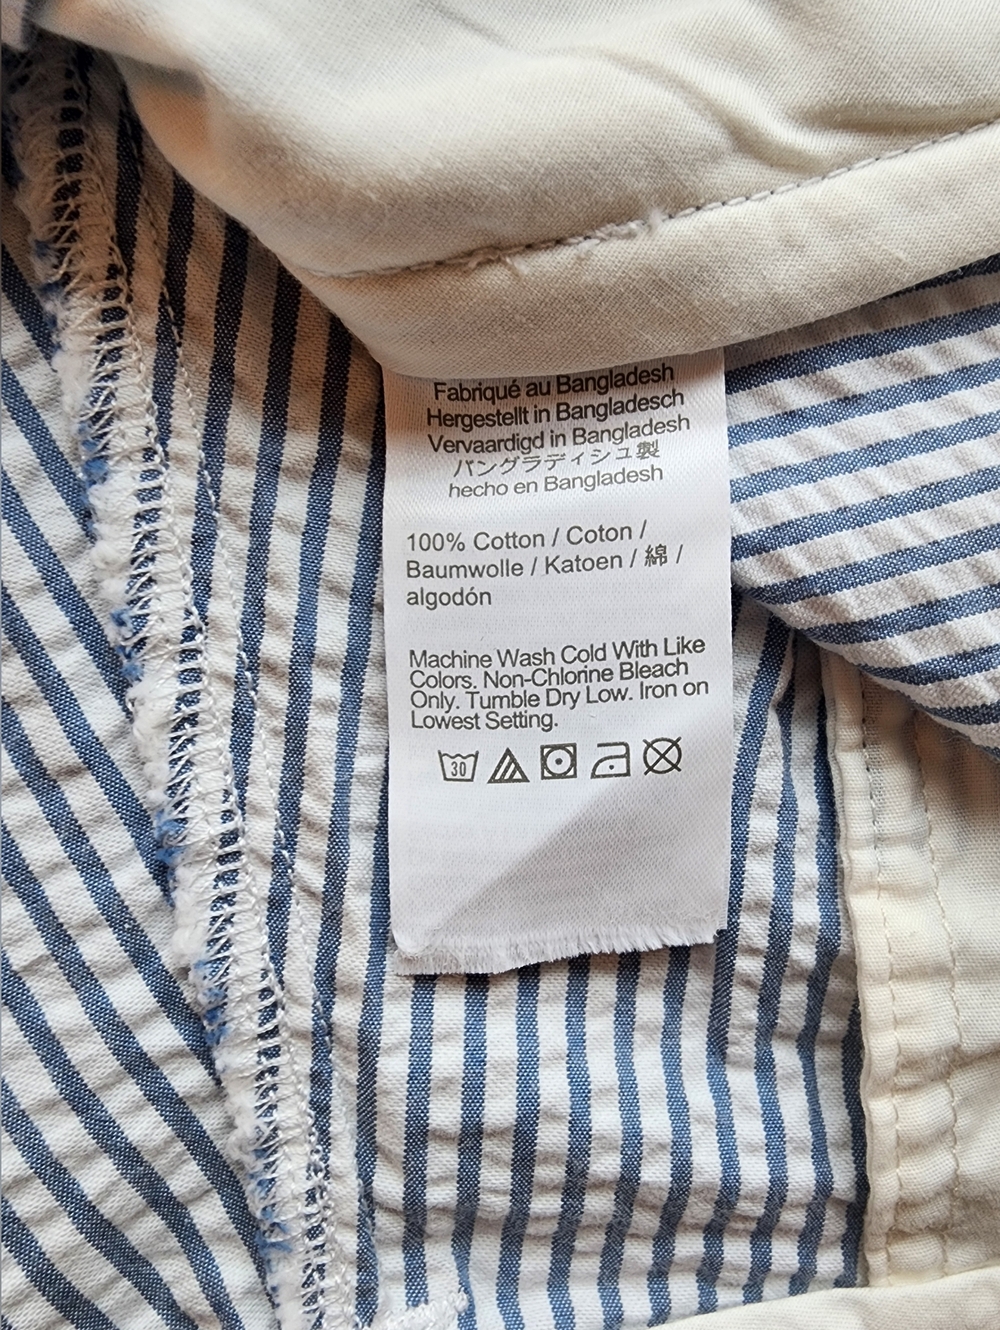 Fabriqué au Bangladesh
Hergestellt in Bangladesch
Vervaardigd in Bangladesh
バングラディシュ製
hecho en Bangladesh
100% Cotton / Coton /
Baumwolle / Katoen / 綿 /
algodón
Machine Wash Cold With Like
Colors. Non-Chlorine Bleach
Only. Tumble Dry Low. Iron on
Lowest Setting.
30